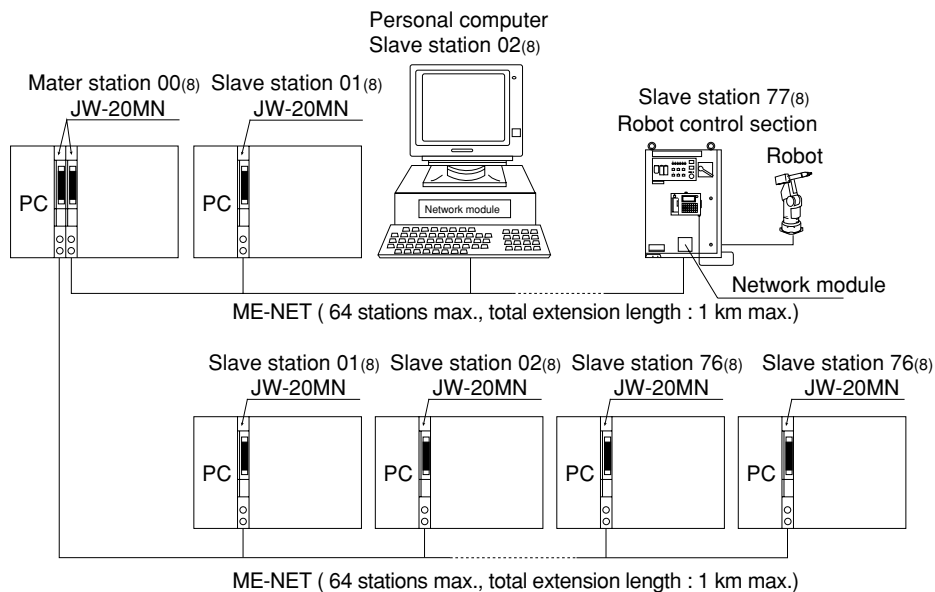 Personal computer
Slave station 02(8)
Mater station 00(8)
JW-20MN
Slave station 01(8)
JW-20MN
Slave station 77(8)
Robot control section
Robot
PC
PC
Network module
Network module
ME-NET ( 64 stations max., total extension length : 1 km max.)
Slave station 01(8)
JW-20MN
Slave station 02(8)
JW-20MN
Slave station 76(8)
JW-20MN
Slave station 76(8)
JW-20MN
PC
PC
PC
PC
ME-NET ( 64 stations max., total extension length : 1 km max.)